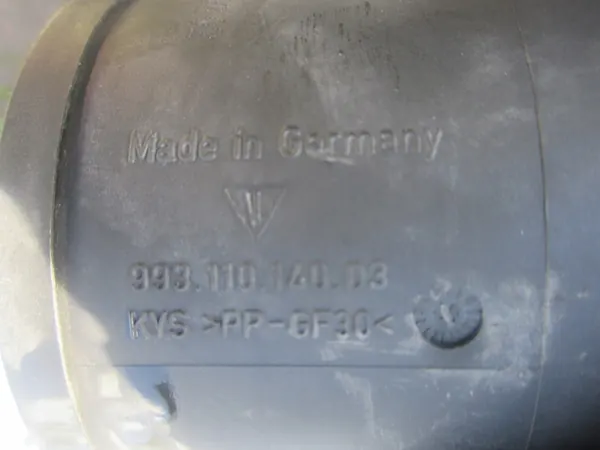 Made in Germany
993.110.140.03
KYS >PP-GF30<